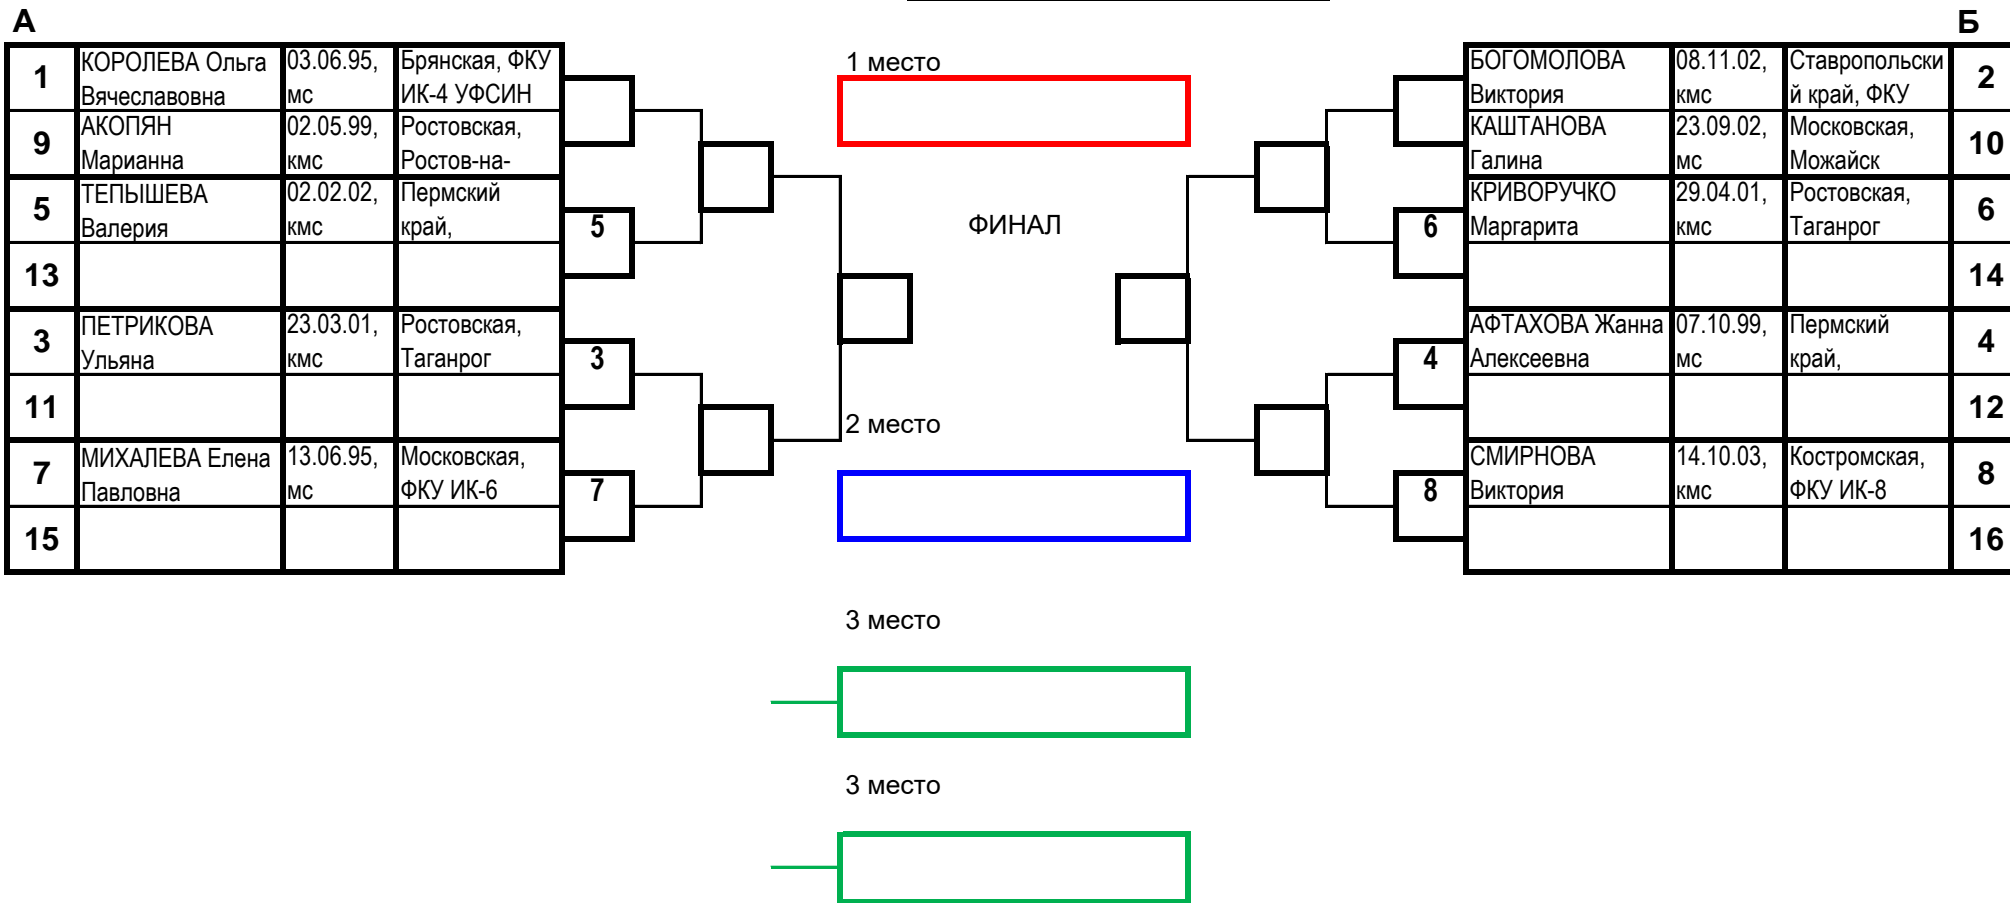 А
Б
1
КОРОЛЕВА Ольга
Вячеславовна
03.06.95,
мс
Брянская, ФКУ
ИК-4 УФСИН
9
АКОПЯН
Марианна
02.05.99,
кмс
Ростовская,
Ростов-на-
5
ТЕПЫШЕВА
Валерия
02.02.02,
кмс
Пермский
край,
5
13
3
ПЕТРИКОВА
Ульяна
23.03.01,
кмс
Ростовская,
Таганрог
3
11
7
МИХАЛЕВА Елена
Павловна
13.06.95,
мс
Московская,
ФКУ ИК-6
7
15
1 место
ФИНАЛ
2 место
3 место
3 место
БОГОМОЛОВА
Виктория
08.11.02,
кмс
Ставропольски
й край, ФКУ
2
КАШТАНОВА
Галина
23.09.02,
мс
Московская,
Можайск
10
6
КРИВОРУЧКО
Маргарита
29.04.01,
кмс
Ростовская,
Таганрог
6
14
4
АФТАХОВА Жанна
Алексеевна
07.10.99,
мс
Пермский
край,
4
12
8
СМИРНОВА
Виктория
14.10.03,
кмс
Костромская,
ФКУ ИК-8
8
16